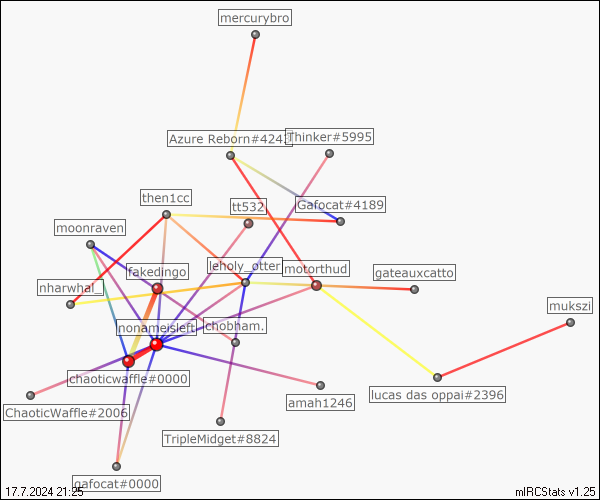 mercurybro
Azure Reborn#4243
Thinker#5995
then1cc
tt532
Gafocat#4189
moonraven
fakedingo
leholy_otter
motorthud
gateauxcatto
nharwhal_
nonameisleft
chobham.
mukszi
chaoticwaffle#0000
ChaoticWaffle#2006
amah1246
lucas das oppai#2396
TripleMidget#8824
gafocat#0000
17.7.2024 21:25
mIRCStats v1.25